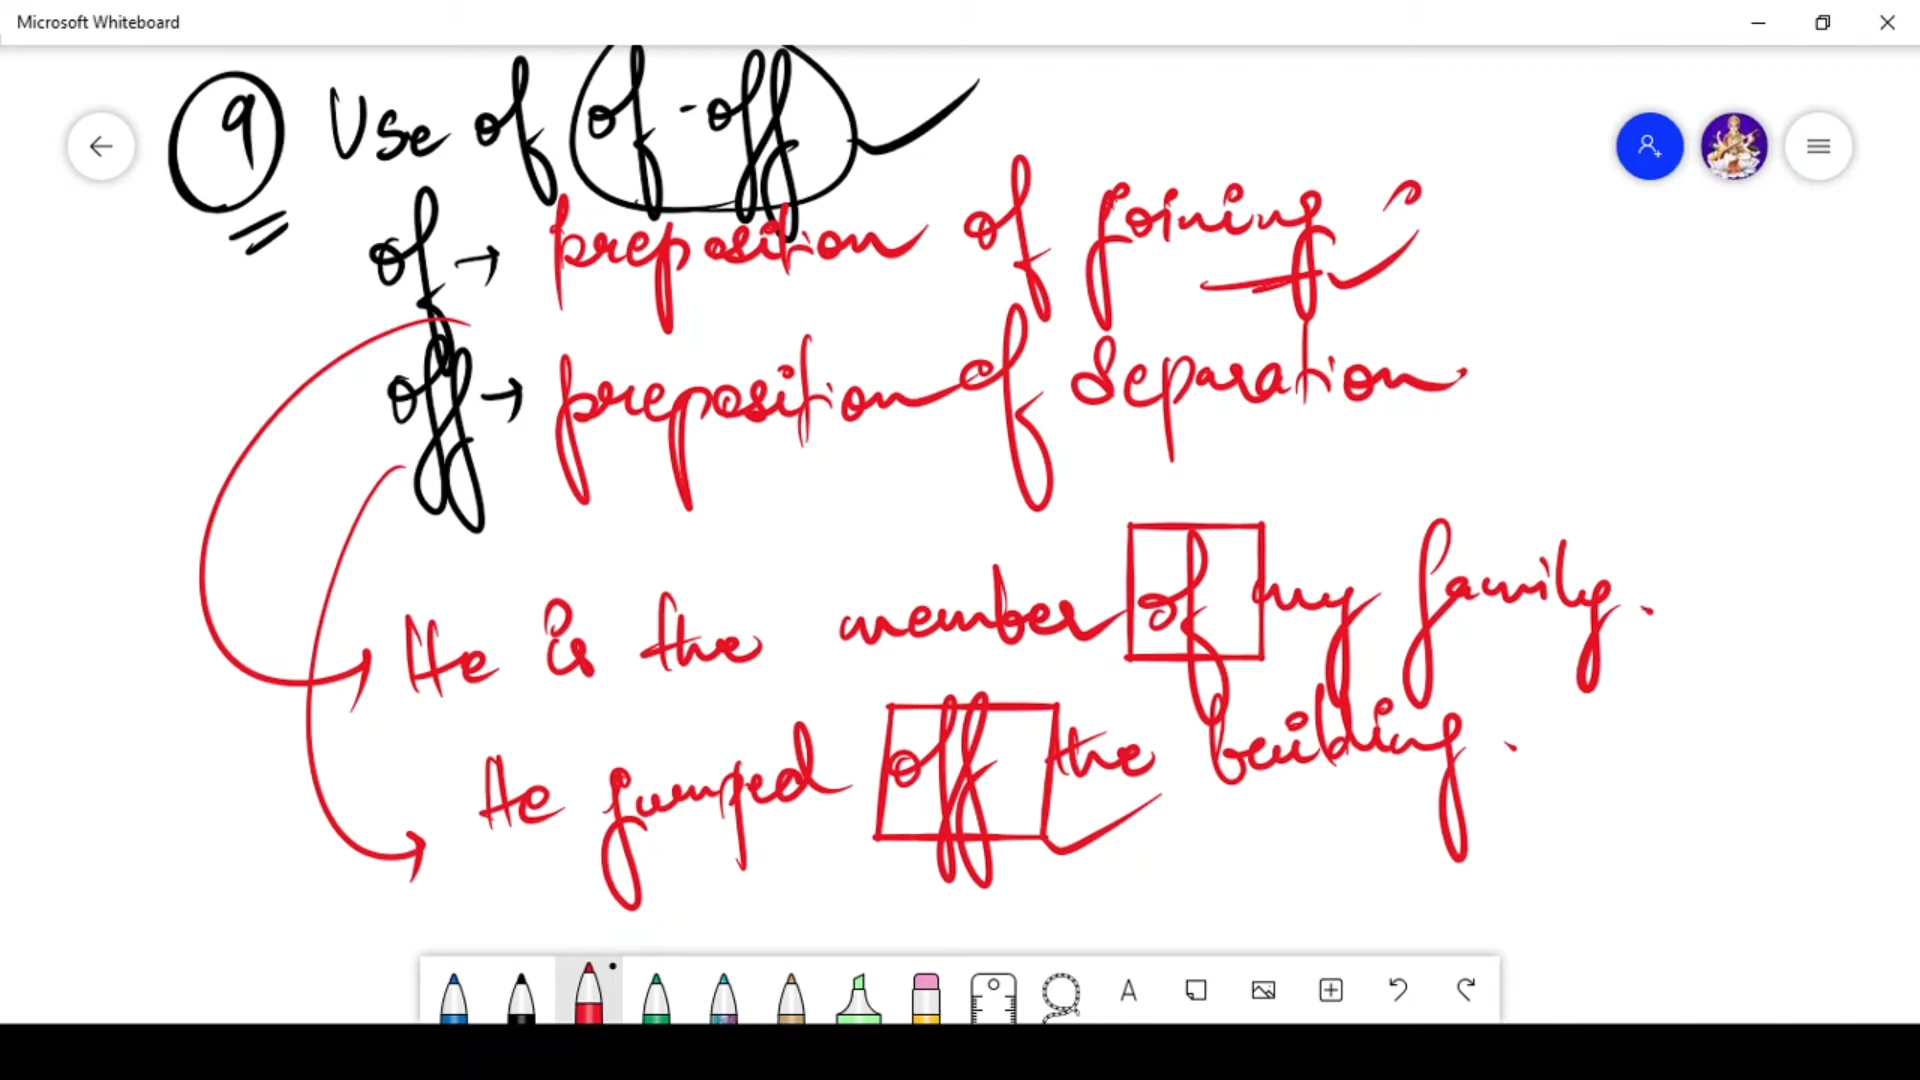 Microsoft Whiteboard
9 Use of of-off
of → preposition of joining
off → preposition of separation
He is the member of my family.
He jumped off the building.
A